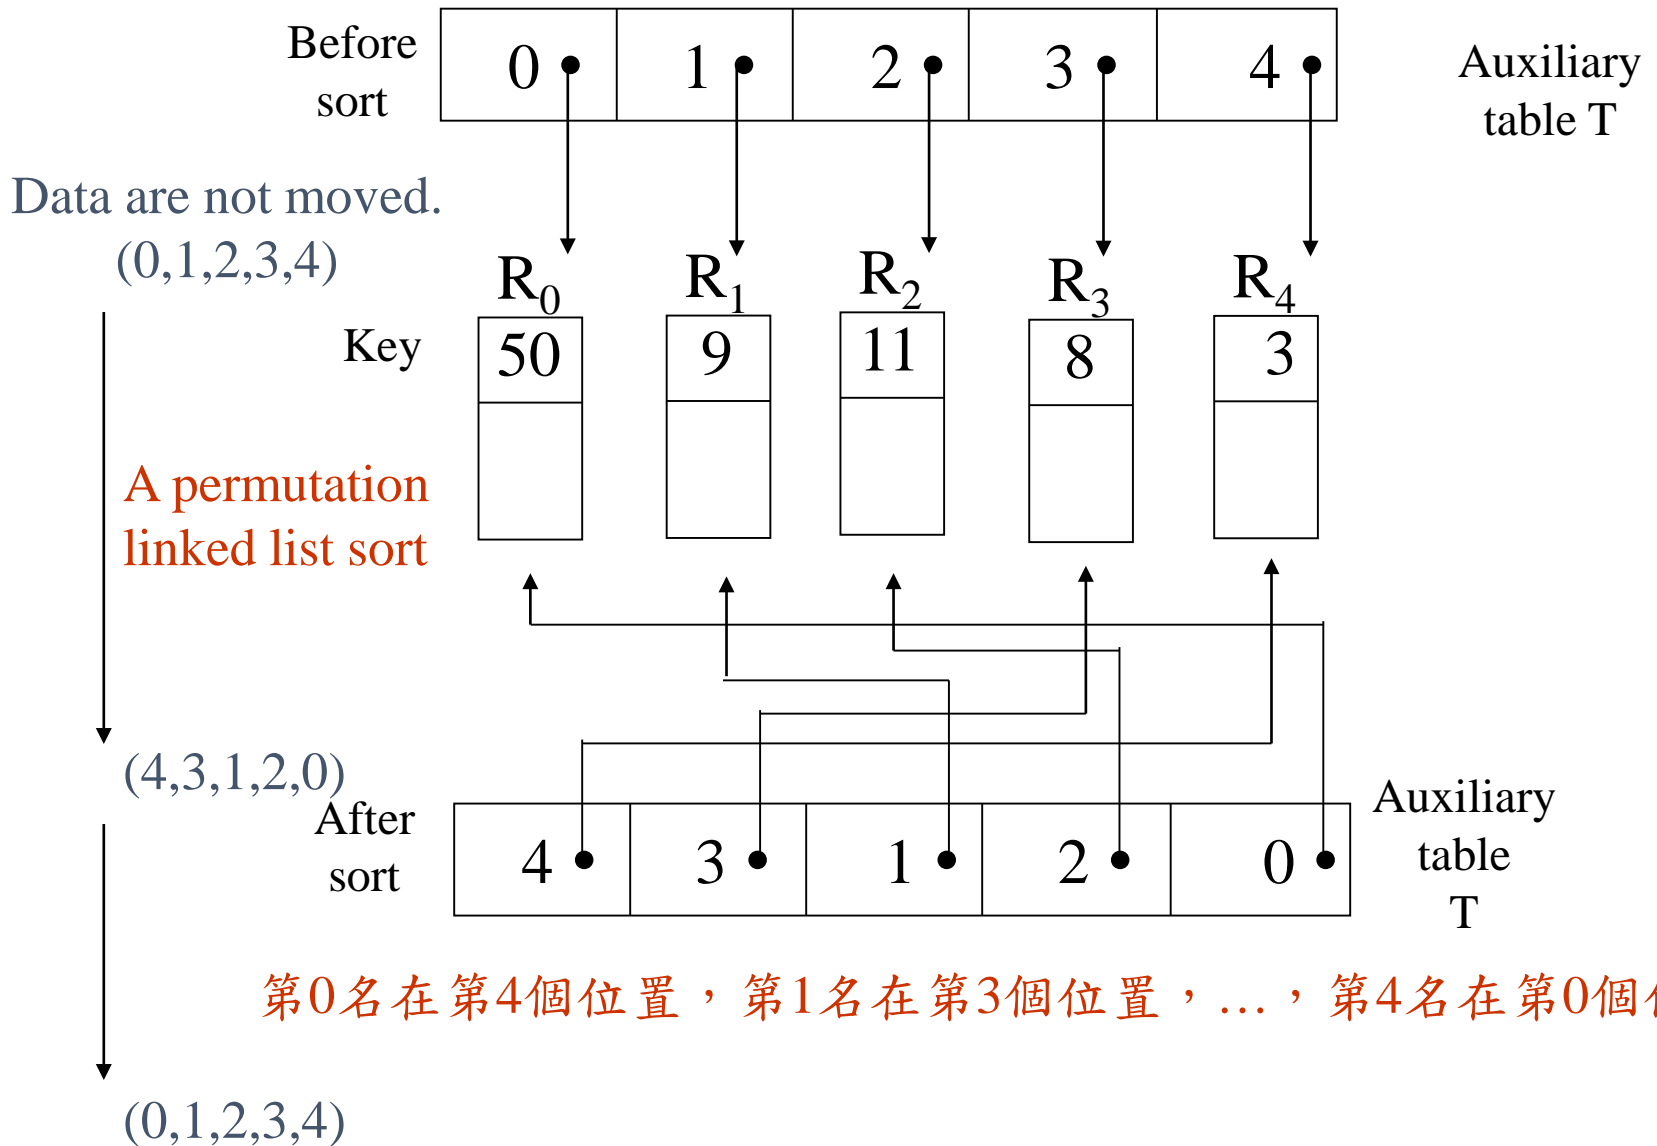 Before
sort
0 1 2 3 4
Auxiliary
table T
Data are not moved.
(0,1,2,3,4)
R0 R1 R2 R3 R4
Key
50 9 11 8 3
A permutation
linked list sort
(4,3,1,2,0)
After
sort
4 3 1 2 0
Auxiliary
table
T
第0名在第4個位置，第1名在第3個位置，…，第4名在第0個
(0,1,2,3,4)